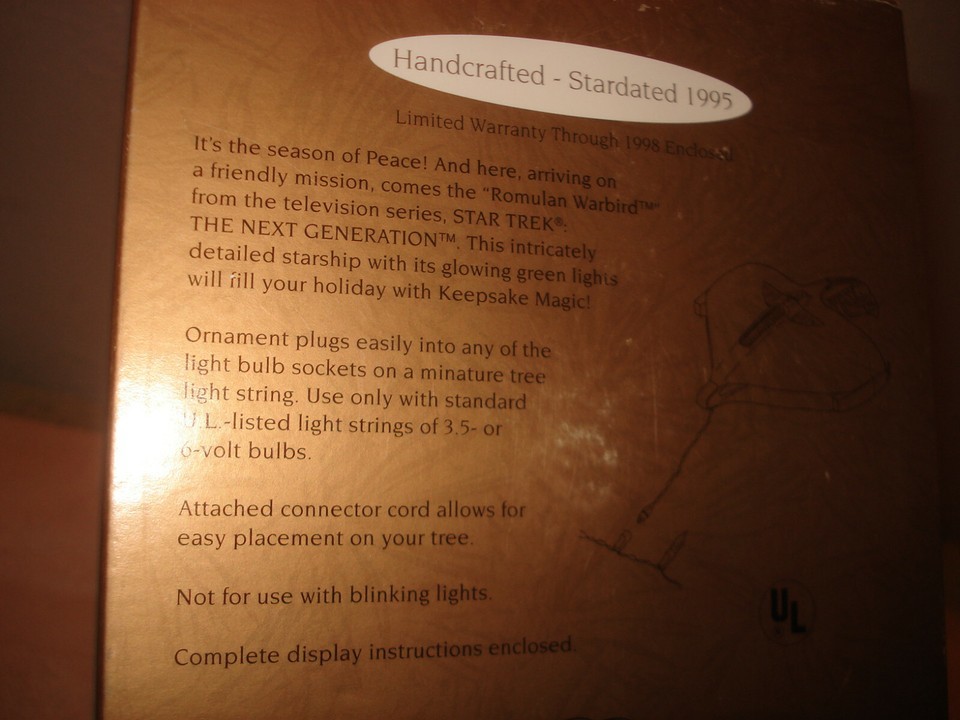 Handcrafted - Stardated 1995
Limited Warranty Through 1998 Enclosed
It's the season of Peace! And here, arriving on
a friendly mission, comes the "Romulan Warbird™"
from the television series, STAR TREK®:
THE NEXT GENERATION™. This intricately
detailed starship with its glowing green lights
will fill your holiday with Keepsake Magic!
Ornament plugs easily into any of the
light bulb sockets on a minature tree
light string. Use only with standard
U.L.-listed light strings of 3.5- or
6-volt bulbs.
Attached connector cord allows for
easy placement on your tree.
Not for use with blinking lights.
Complete display instructions enclosed.
UL